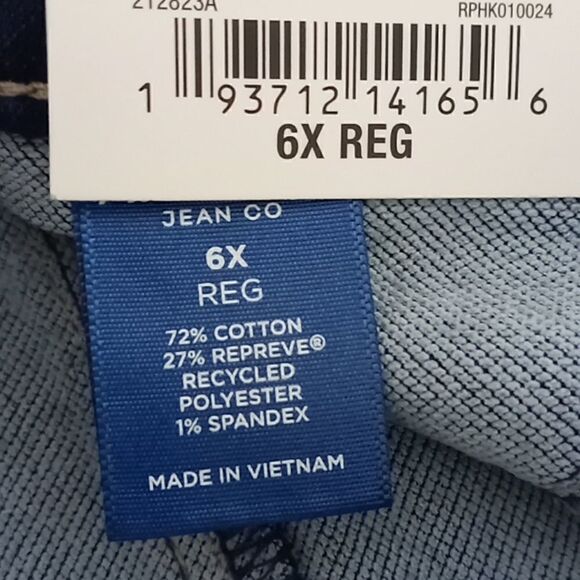 212823A
RPHK010024
1 93712 14165 6
6X REG
JEAN CO
6X
REG
72% COTTON
27% REPREVE®
RECYCLED
POLYESTER
1% SPANDEX
MADE IN VIETNAM